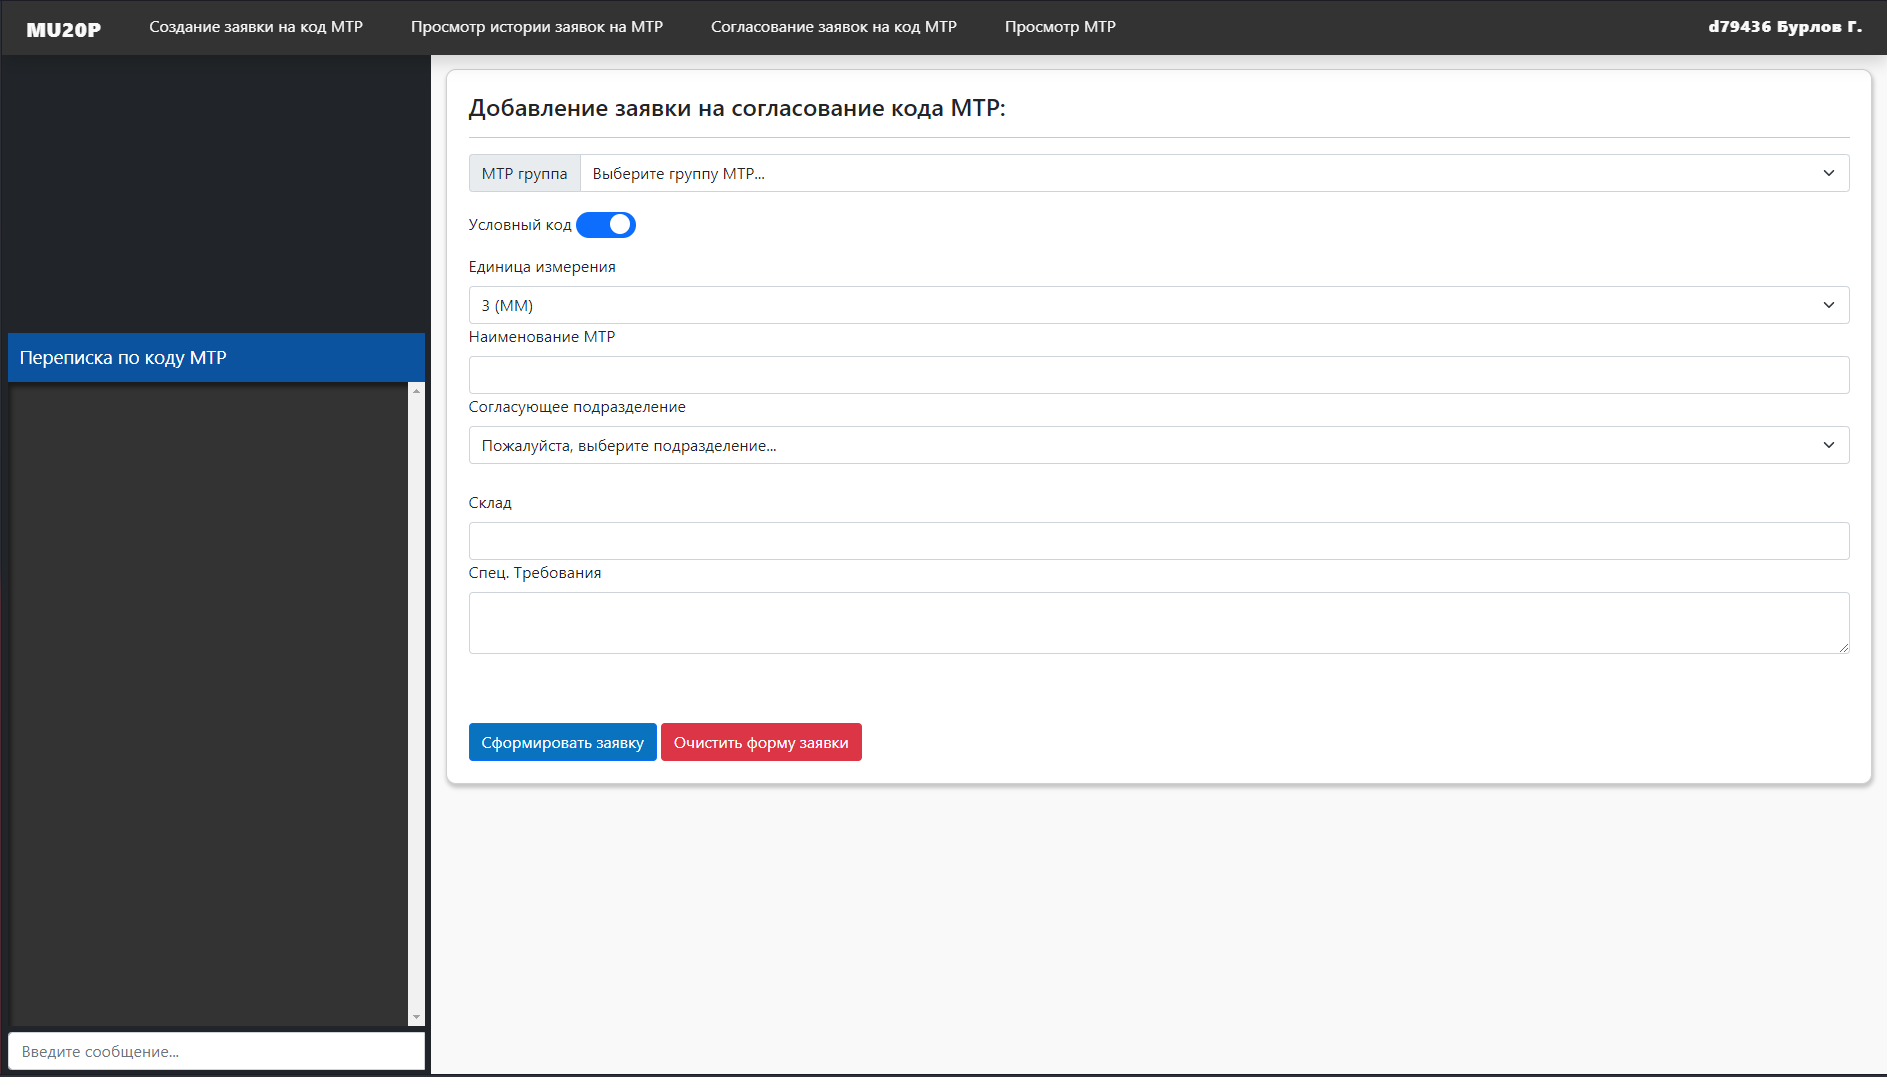 MU20P
Создание заявки на код МТР
Просмотр истории заявок на МТР
Согласование заявок на код МТР
Просмотр МТР
d79436 Бурлов Г.
Переписка по коду МТР
Введите сообщение...
Добавление заявки на согласование кода МТР:
МТР группа
Выберите группу МТР...
Условный код
Единица измерения
3 (ММ)
Наименование МТР
Согласующее подразделение
Пожалуйста, выберите подразделение...
Склад
Спец. Требования
Сформировать заявку
Очистить форму заявки